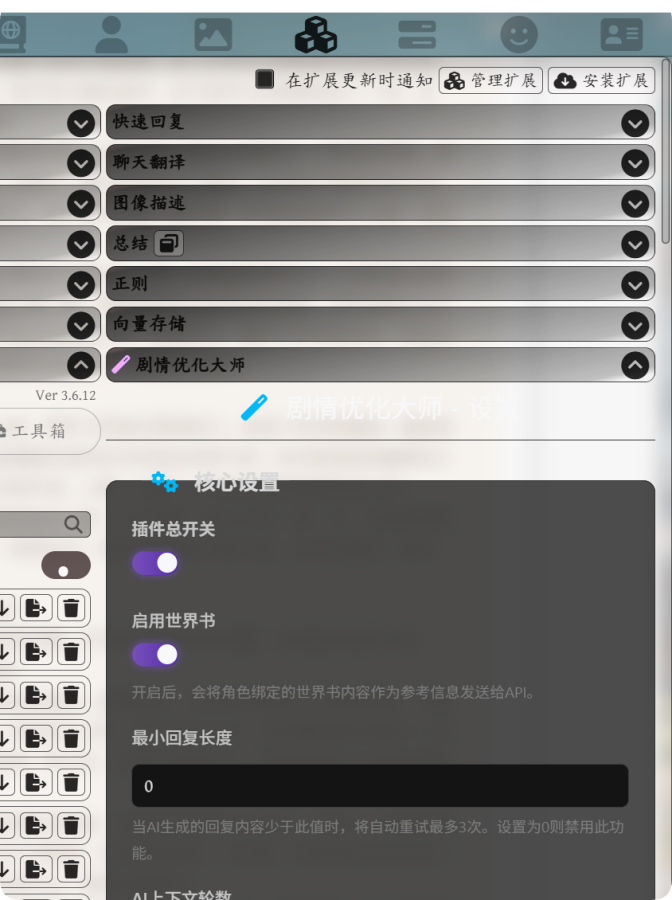 在扩展更新时通知 管理扩展 安装扩展
快速回复
聊天翻译
图像描述
总结
正则
向量存储
剧情优化大师
Ver 3.6.12
剧情优化大师 - 设
工具箱
核心设置
插件总开关
启用世界书
开启后，会将角色绑定的世界书内容作为参考信息发送给API。
最小回复长度
0
当AI生成的回复内容少于此值时，将自动重试最多3次。设置为0则禁用此功
能。
AI上下文轮数